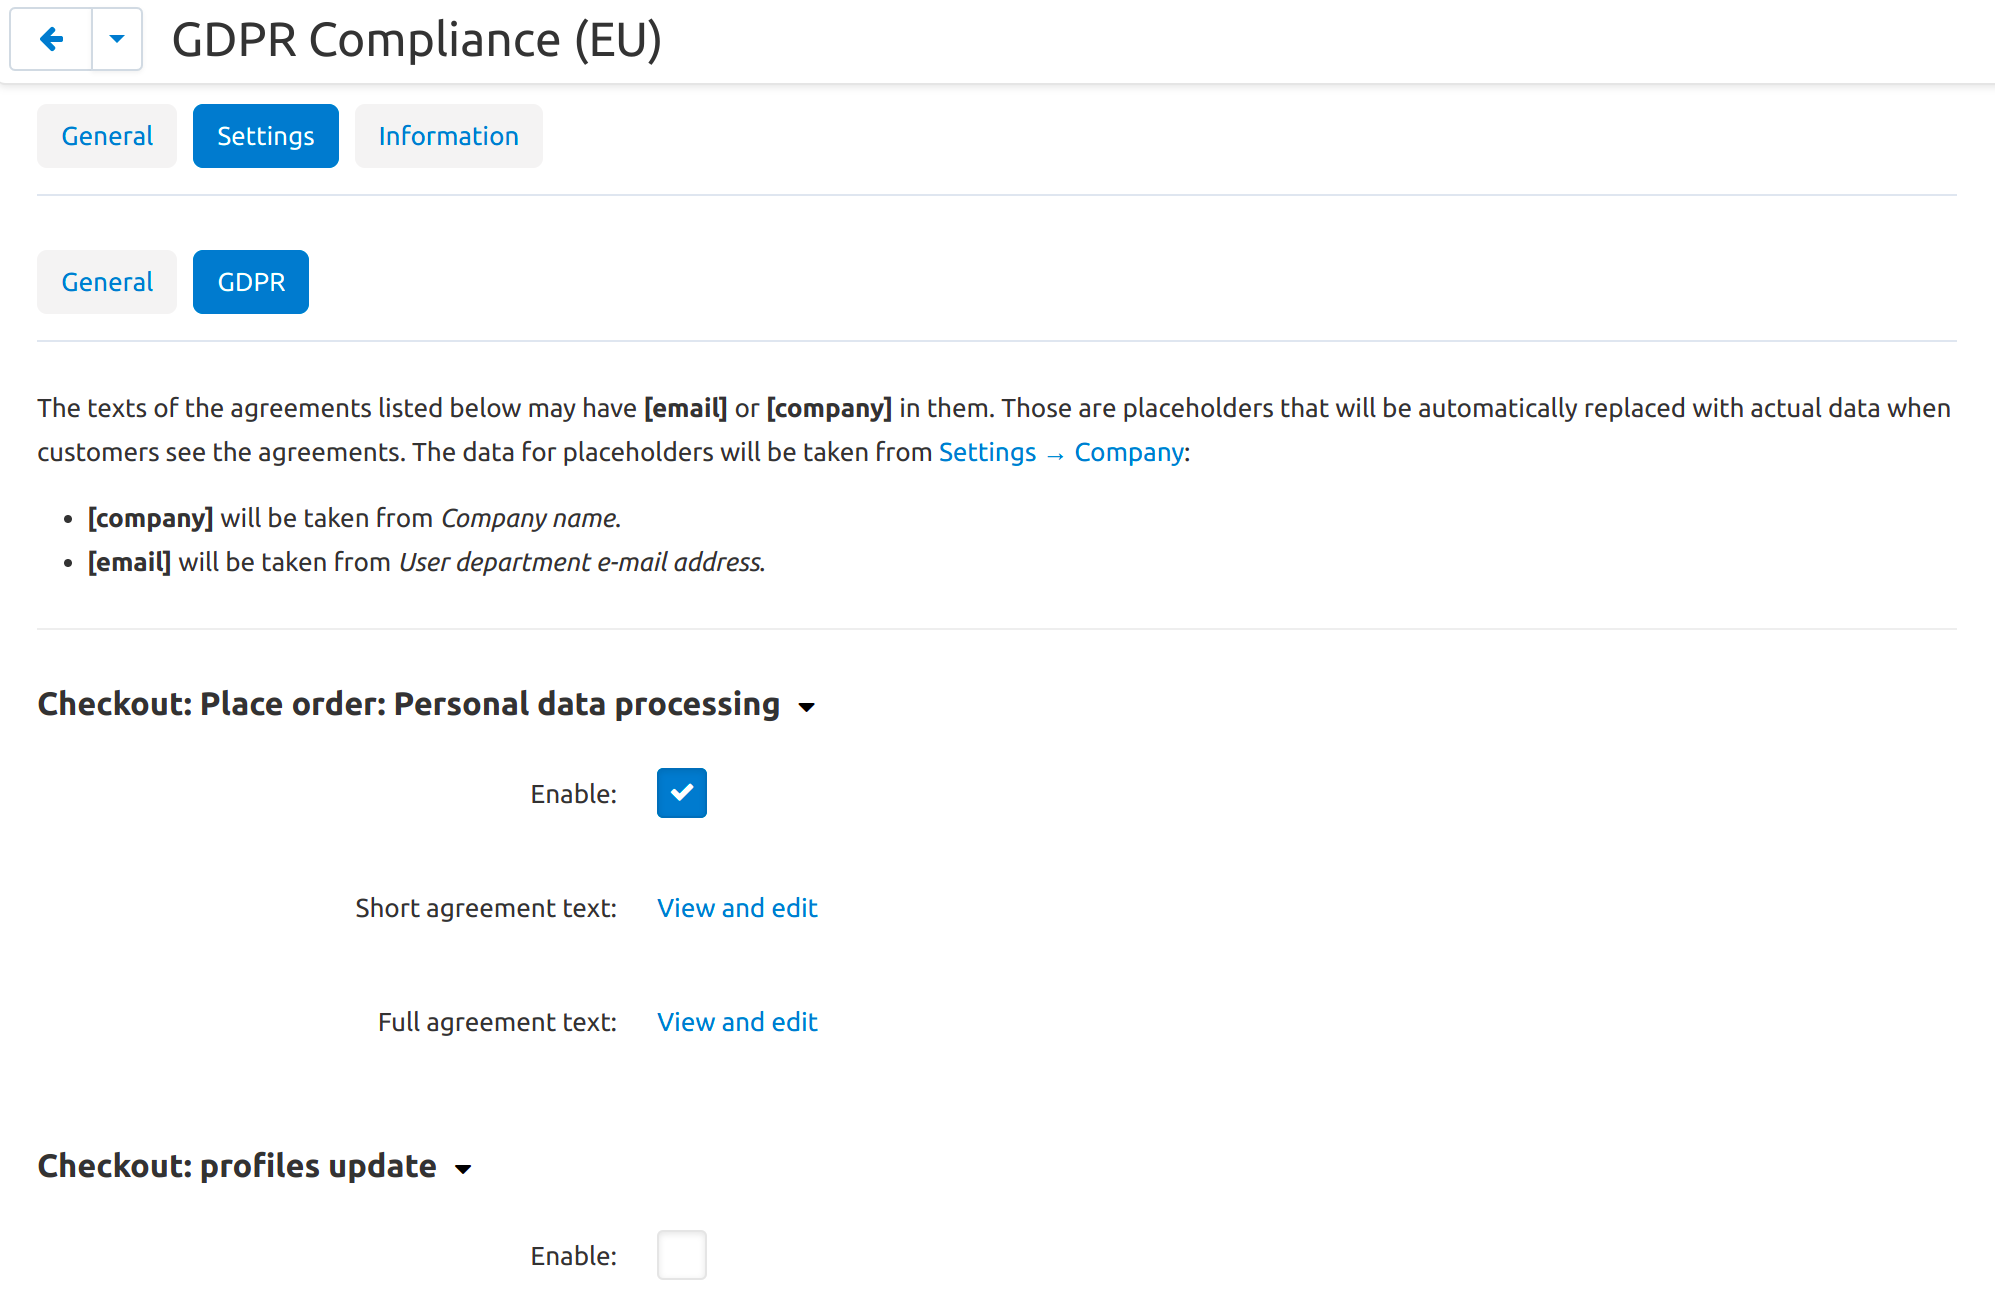 GDPR Compliance (EU)
General Settings Information
General GDPR
The texts of the agreements listed below may have [email] or [company] in them. Those are placeholders that will be automatically replaced with actual data when
customers see the agreements. The data for placeholders will be taken from Settings → Company:
• [company] will be taken from Company name.
• [email] will be taken from User department e-mail address.
Checkout: Place order: Personal data processing
Enable:
Short agreement text: View and edit
Full agreement text: View and edit
Checkout: profiles update
Enable: